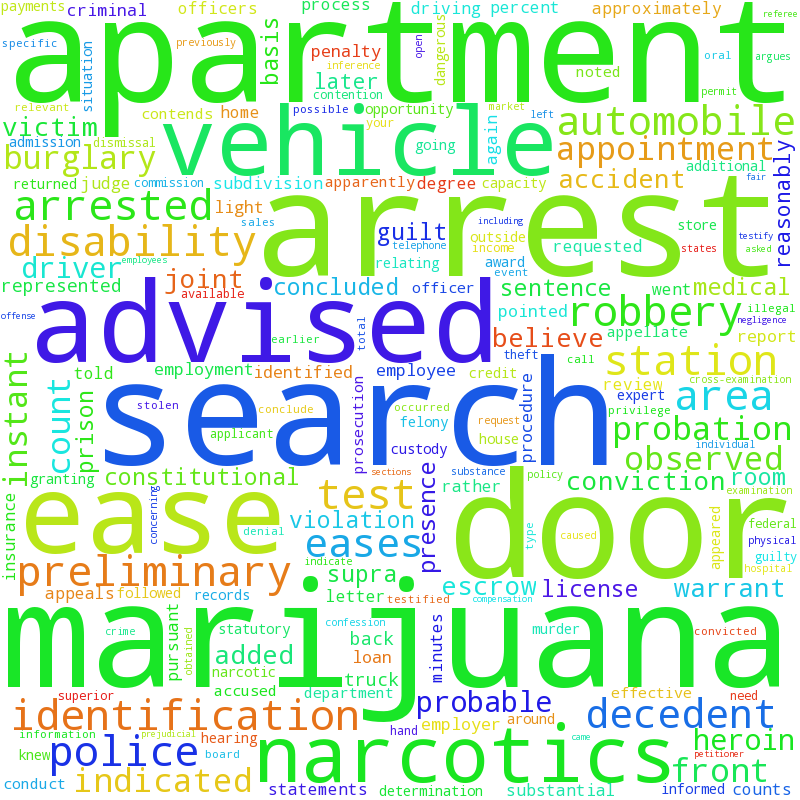 payments criminal officers process driving percent approximately referee
specific situation previously apartment basis penalty inference open dangerous noted oral argues
later contention permit
relevant contends home possible opportunity market left
victim vehicle your again automobile
admission dismissal going appointment reasonably
burglary additional
returned judge commission subdivision apparently degree capacity accident fair
arrested light sales guilt including arrest store states testify
disability telephone outside requested asked
driver employees joint relating income award event
represented available concluded officer sentence went medical
offense advised earlier total pointed robbery illegal negligence
believe appellate report
instant told employment identified employee theft call station cross-examination
count prison stolen conclude search credit review expert area
applicant prosecution occurred felony request house procedure privilege probation individual
granting constitutional custody sections substance rather policy conviction observed room
insurance ease concerning denial test presence door examination
violation type caused appeared federal
eases physical guilty
preliminary indicate supra hospital
appeals followed records letter testified escrow compensation license warrant
marijuana
pursuant crime obtained statutory confession back minutes murder convicted
added narcotic loan
accused department truck
superior identification probable effective decedent need
information hearing employer around
knew police prejudicial board hand narcotics came heroin petitioner
conduct indicated statements determination substantial front informed counts